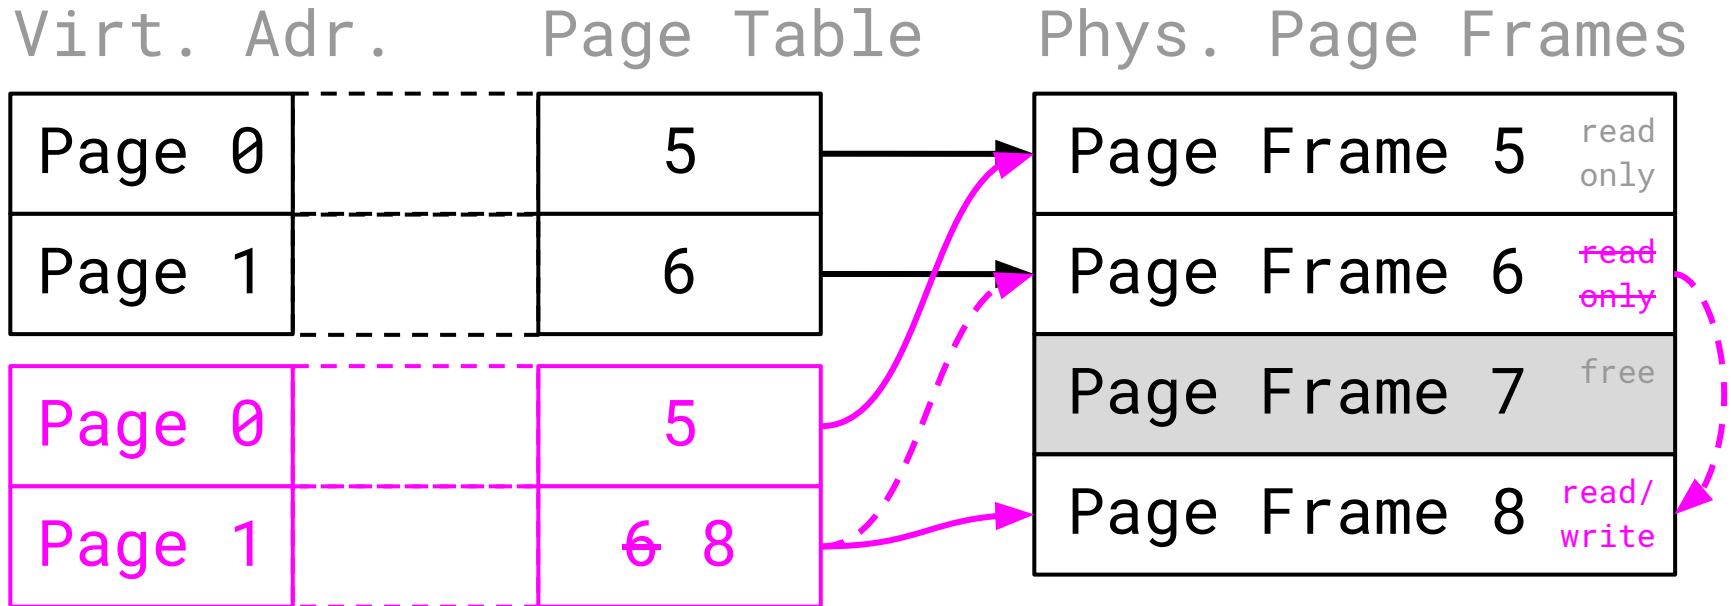 Virt. Adr. Page Table Phys. Page Frames
Page 0 5 Page Frame 5 read only
Page 1 6 Page Frame 6 read only
Page Frame 7 free
Page 0 5
Page 1 6 8 Page Frame 8 read/ write